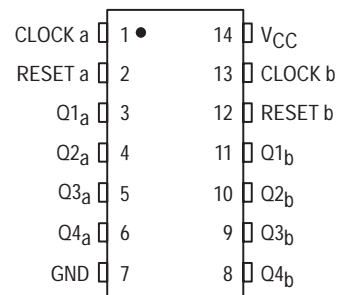 CLOCK a 1 14 VCC
RESET a 2 13 CLOCK b
Q1a 3 12 RESET b
Q2a 4 11 Q1b
Q3a 5 10 Q2b
Q4a 6 9 Q3b
GND 7 8 Q4b